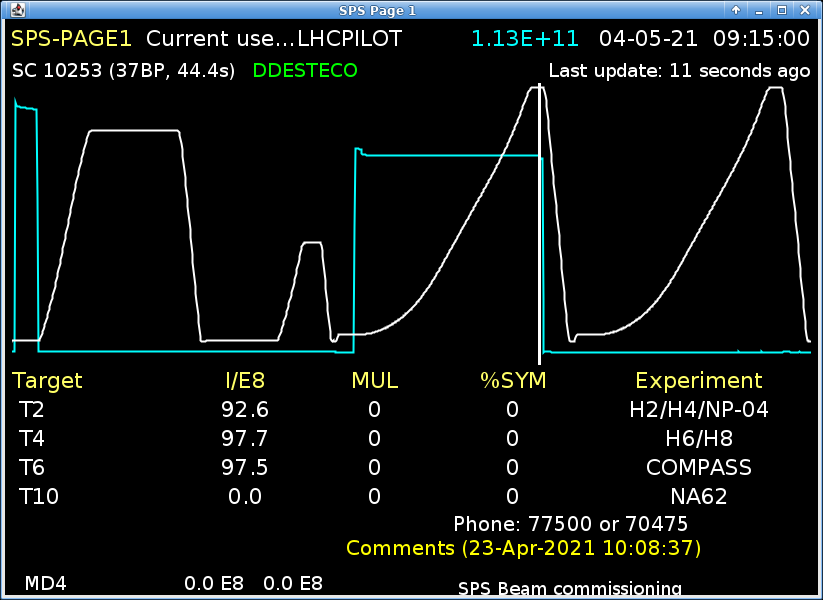 SPS Page 1
SPS-PAGE1 Current use...LHCPILOT 1.13E+11 04-05-21 09:15:00
SC 10253 (37BP, 44.4s) DDESTECO Last update: 11 seconds ago
Target I/E8 MUL %SYM Experiment
T2 92.6 0 0 H2/H4/NP-04
T4 97.7 0 0 H6/H8
T6 97.5 0 0 COMPASS
T10 0.0 0 0 NA62
Phone: 77500 or 70475
Comments (23-Apr-2021 10:08:37)
MD4 0.0 E8 0.0 E8 SPS Beam commissioning